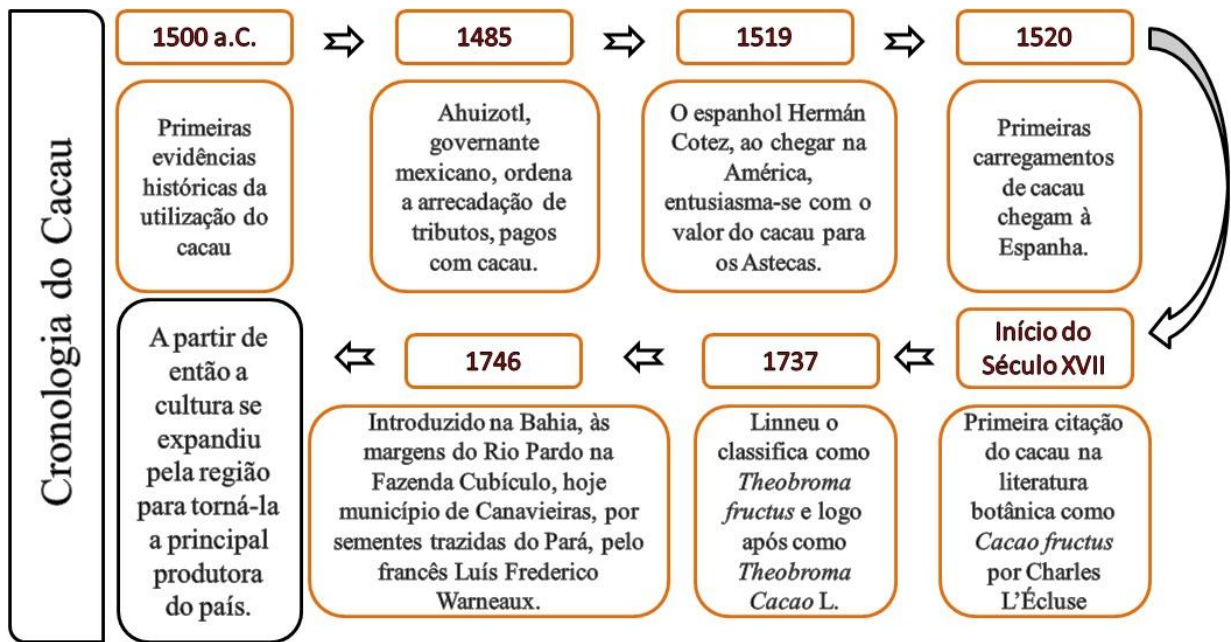 Cronologia do Cacau
1500 a.C.
Primeiras
evidências
históricas da
utilização do
cacau
1485
Ahuizotl,
governante
mexicano, ordena
a arrecadação de
tributos, pagos
com cacau.
1519
O espanhol Hermán
Cotez, ao chegar na
América,
entusiasma-se com o
valor do cacau para
os Astecas.
1520
Primeiras
carregamentos
de cacau
chegam à
Espanha.
Início do
Século XVII
Primeira citação
do cacau na
literatura
botânica como
Cacao fructus
por Charles
L’Écluse
1737
Linneu o
classifica como
Theobroma
fructus e logo
após como
Theobroma
Cacao L.
1746
Introduzido na Bahia, às
margens do Rio Pardo na
Fazenda Cubículo, hoje
município de Canavieiras, por
sementes trazidas do Pará, pelo
francês Luís Frederico
Warneaux.
A partir de
então a
cultura se
expandiu
pela região
para torná-la
a principal
produtora
do país.